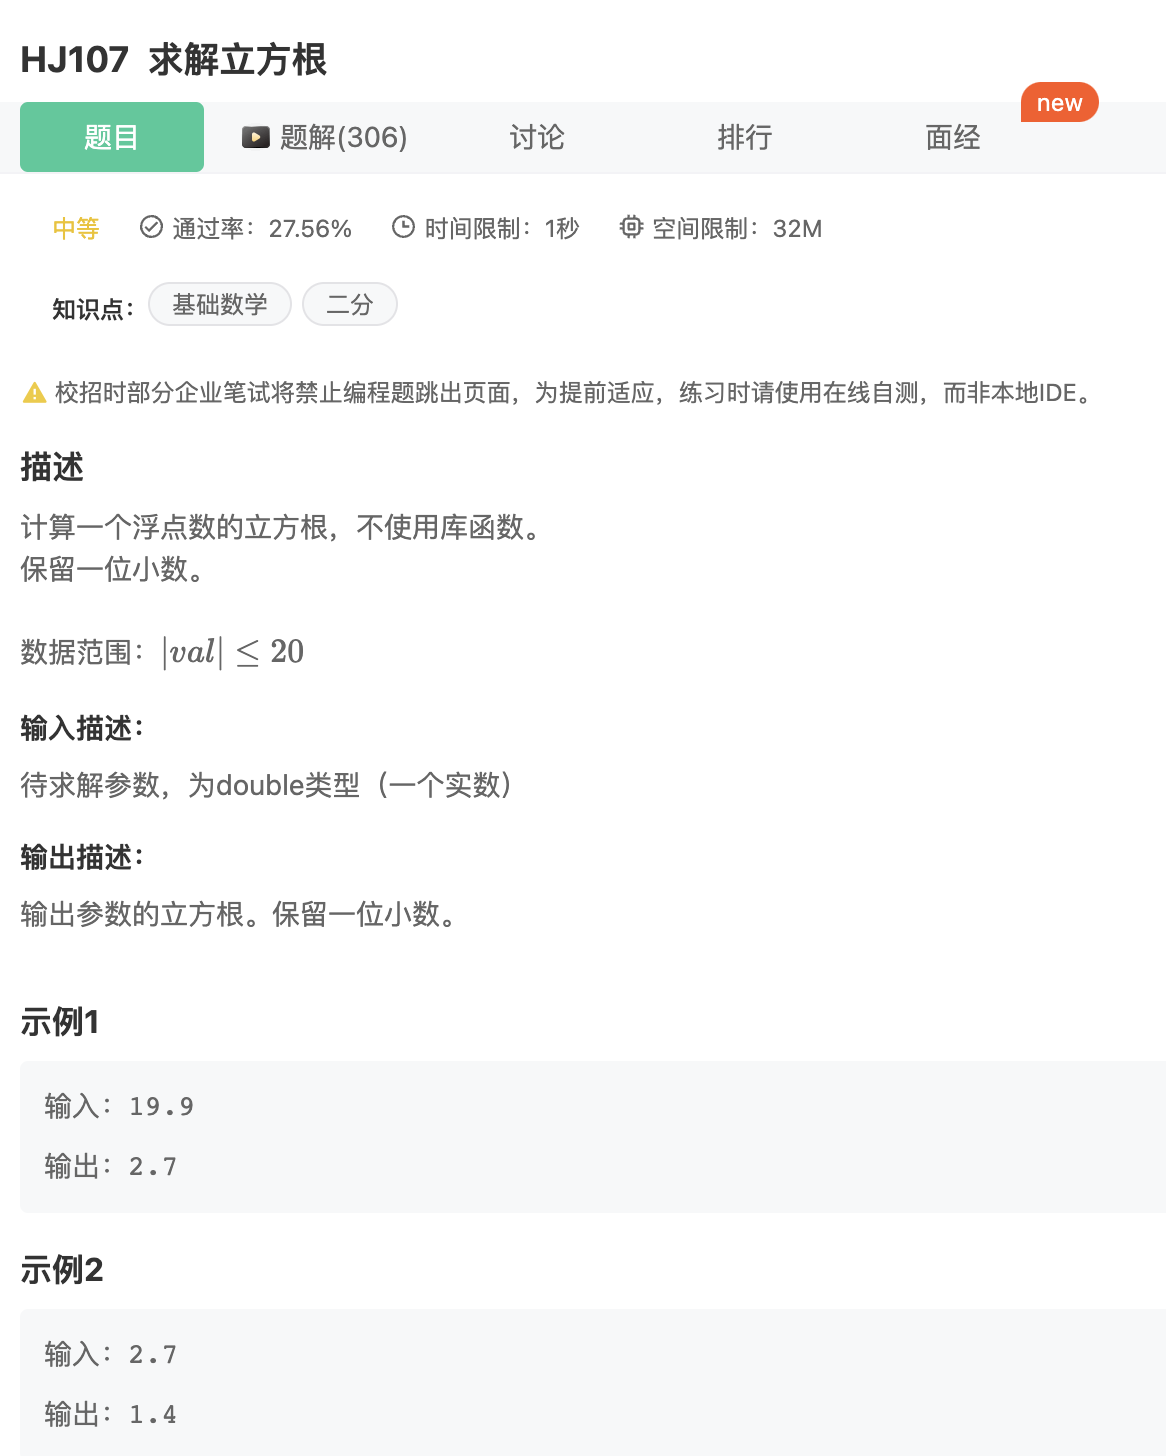 HJ107 求解立方根
new
题目 题解(306) 讨论 排行 面经
中等 通过率：27.56% 时间限制：1秒 空间限制：32M
知识点： 基础数学 二分
校招时部分企业笔试将禁止编程题跳出页面，为提前适应，练习时请使用在线自测，而非本地IDE。
描述
计算一个浮点数的立方根，不使用库函数。
保留一位小数。
数据范围：|val| ≤ 20
输入描述：
待求解参数，为double类型（一个实数）
输出描述：
输出参数的立方根。保留一位小数。
示例1
输入：19.9
输出：2.7
示例2
输入：2.7
输出：1.4